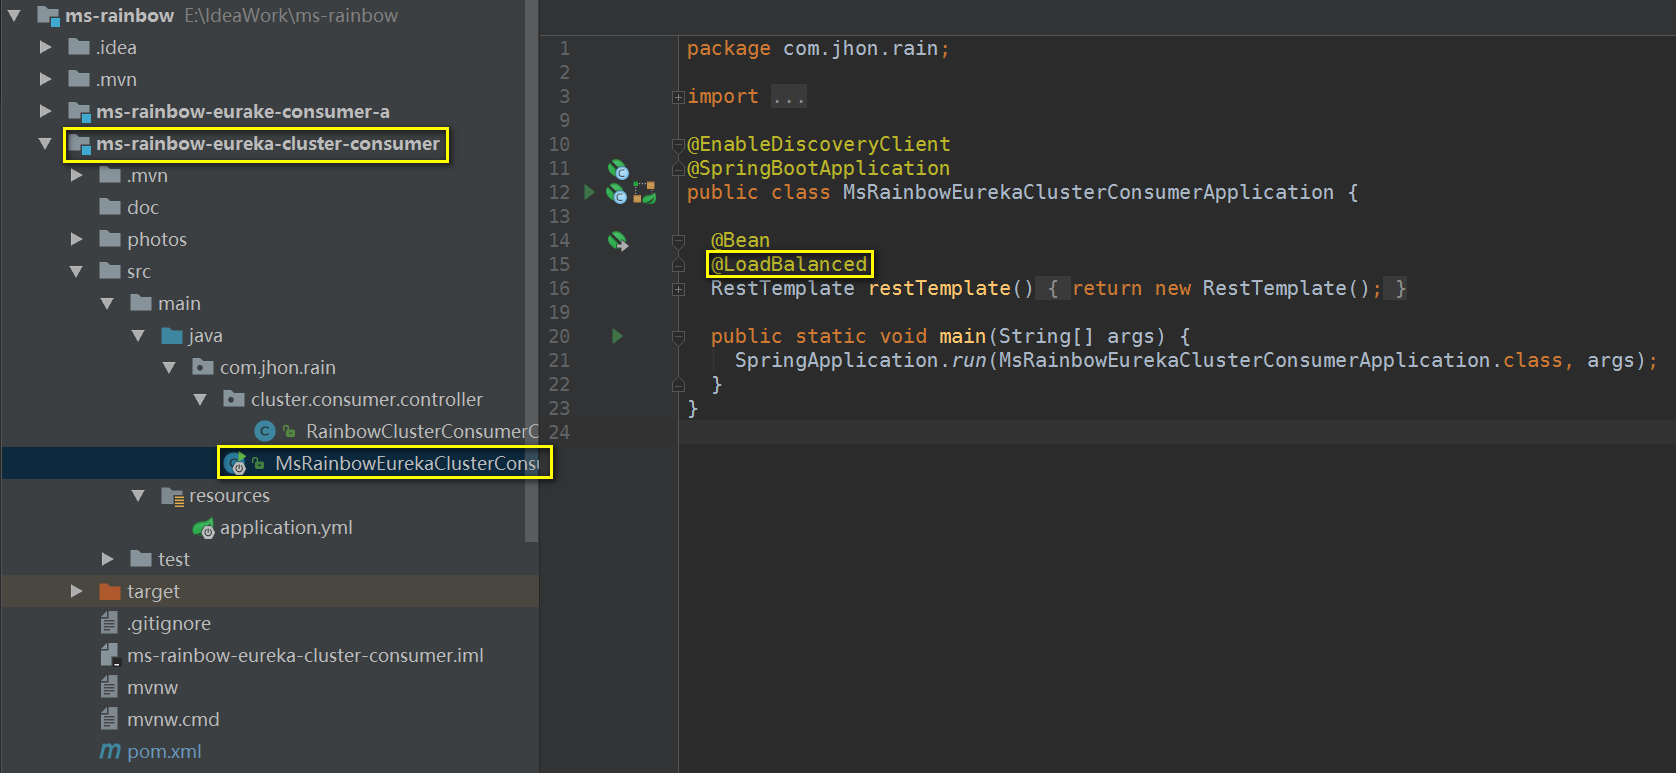 ms-rainbow E:\IdeaWork\ms-rainbow
.idea
.mvn
ms-rainbow-eurake-consumer-a
ms-rainbow-eureka-cluster-consumer
.mvn
doc
photos
src
main
java
com.jhon.rain
cluster.consumer.controller
RainbowClusterConsumerC
MsRainbowEurekaClusterConsu
resources
application.yml
test
target
.gitignore
ms-rainbow-eureka-cluster-consumer.iml
mvnw
mvnw.cmd
pom.xml
1 package com.jhon.rain;
2
3 import ...
9
10 @EnableDiscoveryClient
11 @SpringBootApplication
12 public class MsRainbowEurekaClusterConsumerApplication {
13
14 @Bean
15 @LoadBalanced
16 RestTemplate restTemplate() { return new RestTemplate(); }
19
20 public static void main(String[] args) {
21 SpringApplication.run(MsRainbowEurekaClusterConsumerApplication.class, args);
22 }
23 }
24